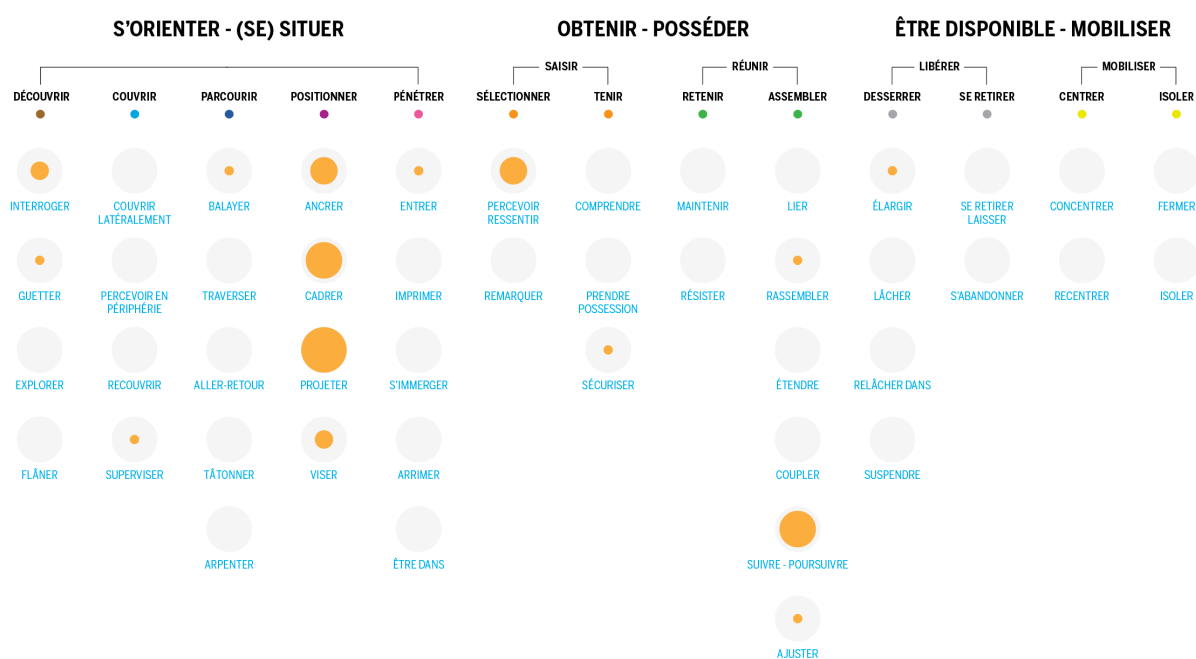 S’ORIENTER - (SE) SITUER
OBTENIR - POSSÉDER
ÊTRE DISPONIBLE - MOBILISER
SAISIR
RÉUNIR
LIBÉRER
MOBILISER
DÉCOUVRIR
COUVRIR
PARCOURIR
POSITIONNER
PÉNÉTRER
SÉLECTIONNER
TENIR
RETENIR
ASSEMBLER
DESSERRER
SE RETIRER
CENTRER
ISOLER
INTERROGER
COUVRIR
LATÉRALEMENT
BALAYER
ANCRER
ENTRER
PERCEVOIR
RESSENTIR
COMPRENDRE
MAINTENIR
LIER
ÉLARGIR
SE RETIRER
LAISSER
CONCENTRER
FERMER
GUETTER
PERCEVOIR EN
PÉRIPHÉRIE
TRAVERSER
CADRER
IMPRIMER
REMARQUER
PRENDRE
POSSESSION
RÉSISTER
RASSEMBLER
LÂCHER
S’ABANDONNER
RECENTRER
ISOLER
EXPLORER
RECOUVRIR
ALLER-RETOUR
PROJETER
S’IMMERGER
SÉCURISER
ÉTENDRE
RELÂCHER DANS
FLÂNER
SUPERVISER
TÂTONNER
VISER
ARRIMER
COUPLER
SUSPENDRE
ARPENTER
ÊTRE DANS
SUIVRE - POURSUIVRE
AJUSTER